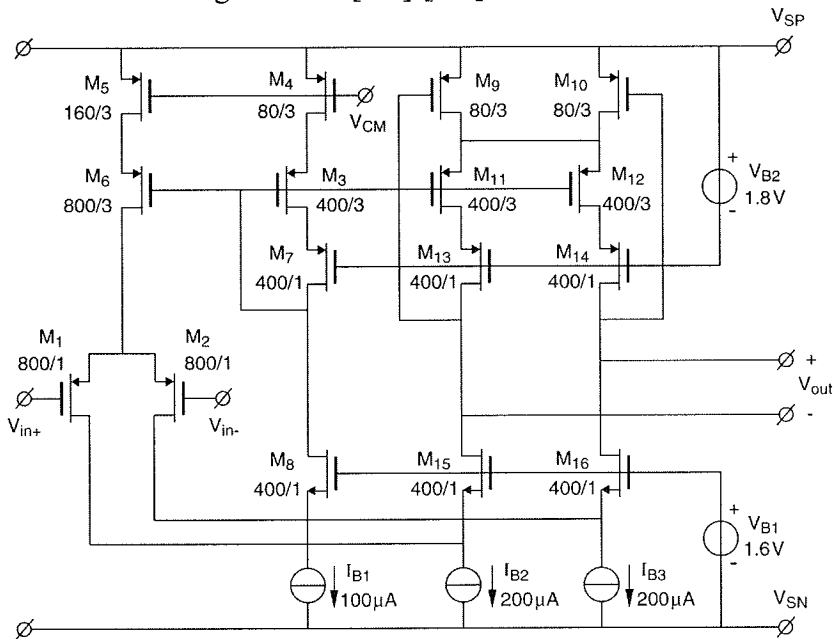 V_SP
M_5
160/3
M_4
80/3
V_CM
M_9
80/3
M_10
80/3
M_6
800/3
M_3
400/3
M_11
400/3
M_12
400/3
V_B2
1.8V
+
-
M_7
400/1
M_13
400/1
M_14
400/1
M_1
800/1
M_2
800/1
V_in+
V_in-
+
V_out
-
M_8
400/1
M_15
400/1
M_16
400/1
+
V_B1
1.6V
-
I_B1
100µA
I_B2
200µA
I_B3
200µA
V_SN